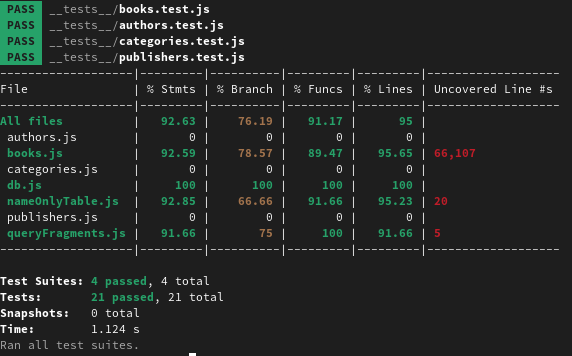 PASS __tests__/books.test.js
PASS __tests__/authors.test.js
PASS __tests__/categories.test.js
PASS __tests__/publishers.test.js
-------------------|---------|----------|---------|---------|-------------------
File | % Stmts | % Branch | % Funcs | % Lines | Uncovered Line #s
-------------------|---------|----------|---------|---------|-------------------
All files | 92.63 | 76.19 | 91.17 | 95 |
authors.js | 0 | 0 | 0 | 0 |
books.js | 92.59 | 78.57 | 89.47 | 95.65 | 66,107
categories.js | 0 | 0 | 0 | 0 |
db.js | 100 | 100 | 100 | 100 |
nameOnlyTable.js | 92.85 | 66.66 | 91.66 | 95.23 | 20
publishers.js | 0 | 0 | 0 | 0 |
queryFragments.js | 91.66 | 75 | 100 | 91.66 | 5
-------------------|---------|----------|---------|---------|-------------------
Test Suites: 4 passed, 4 total
Tests: 21 passed, 21 total
Snapshots: 0 total
Time: 1.124 s
Ran all test suites.